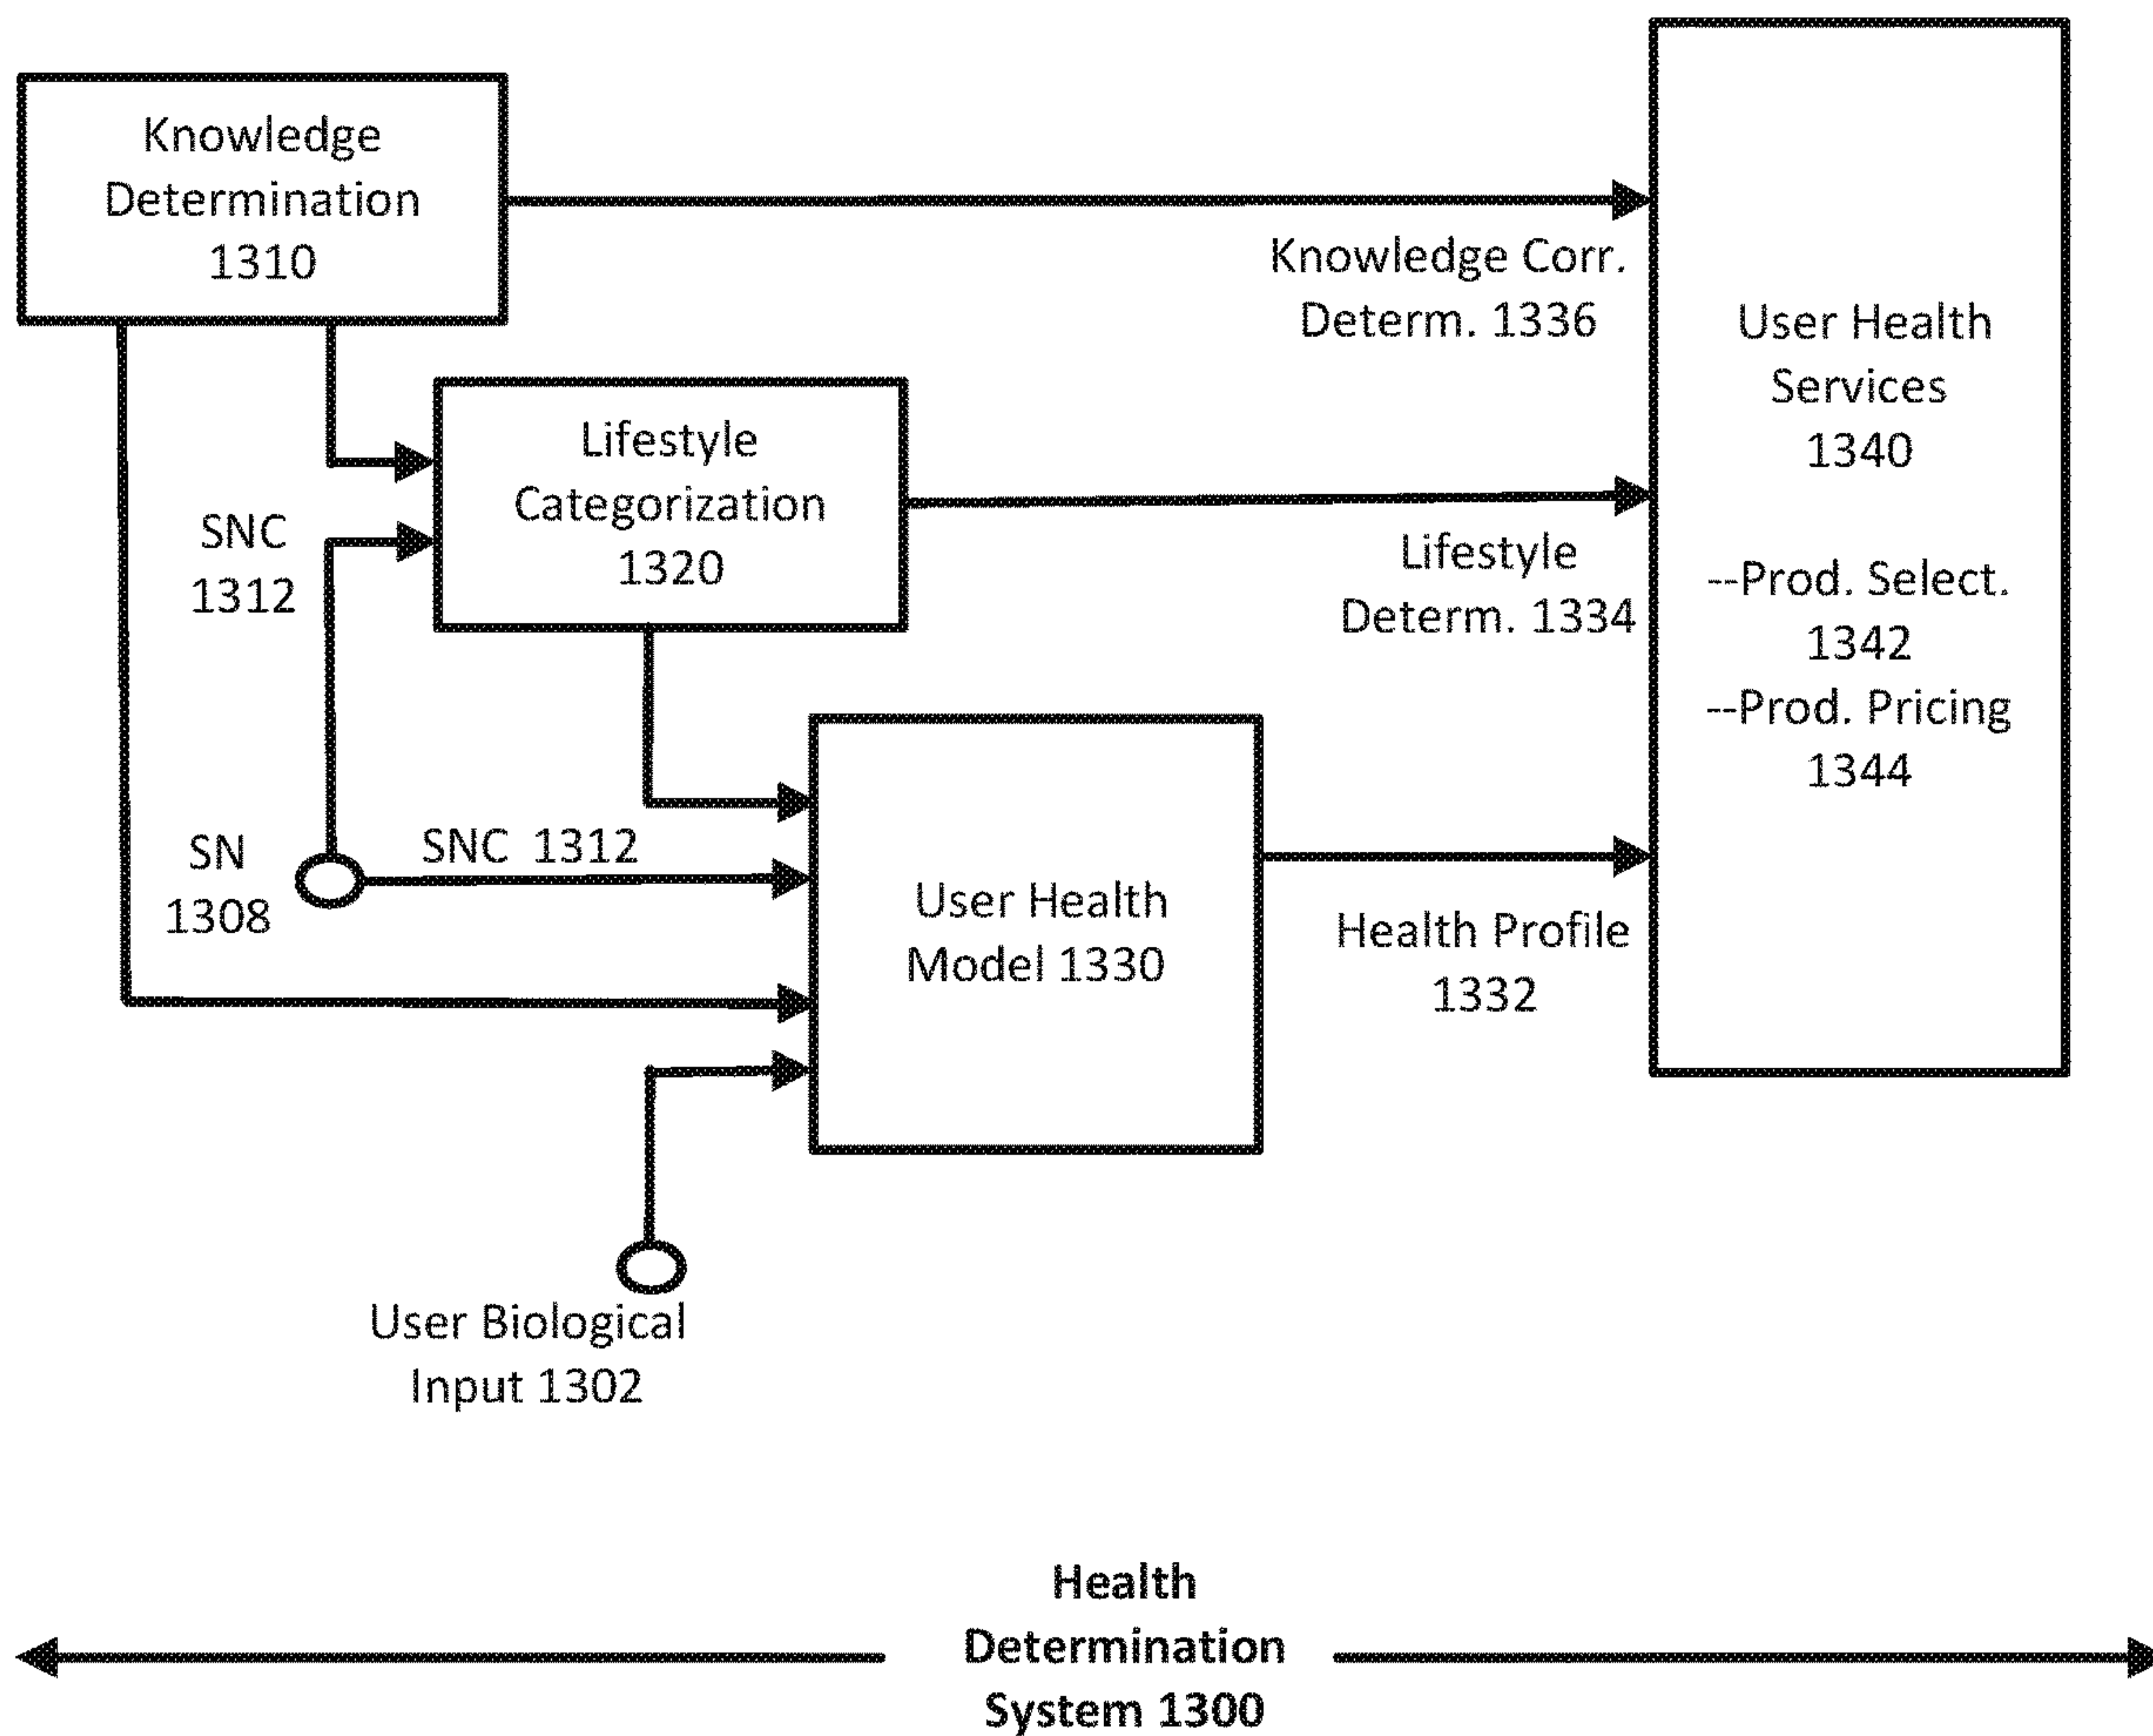 Knowledge
Determination
1310
Knowledge Corr.
Determ. 1336
User Health
Services
1340
--Prod. Select.
1342
--Prod. Pricing
1344
Lifestyle
Categorization
1320
SNC
1312
Lifestyle
Determ. 1334
SN
1308
SNC 1312
User Health
Model 1330
Health Profile
1332
User Biological
Input 1302
Health
Determination
System 1300